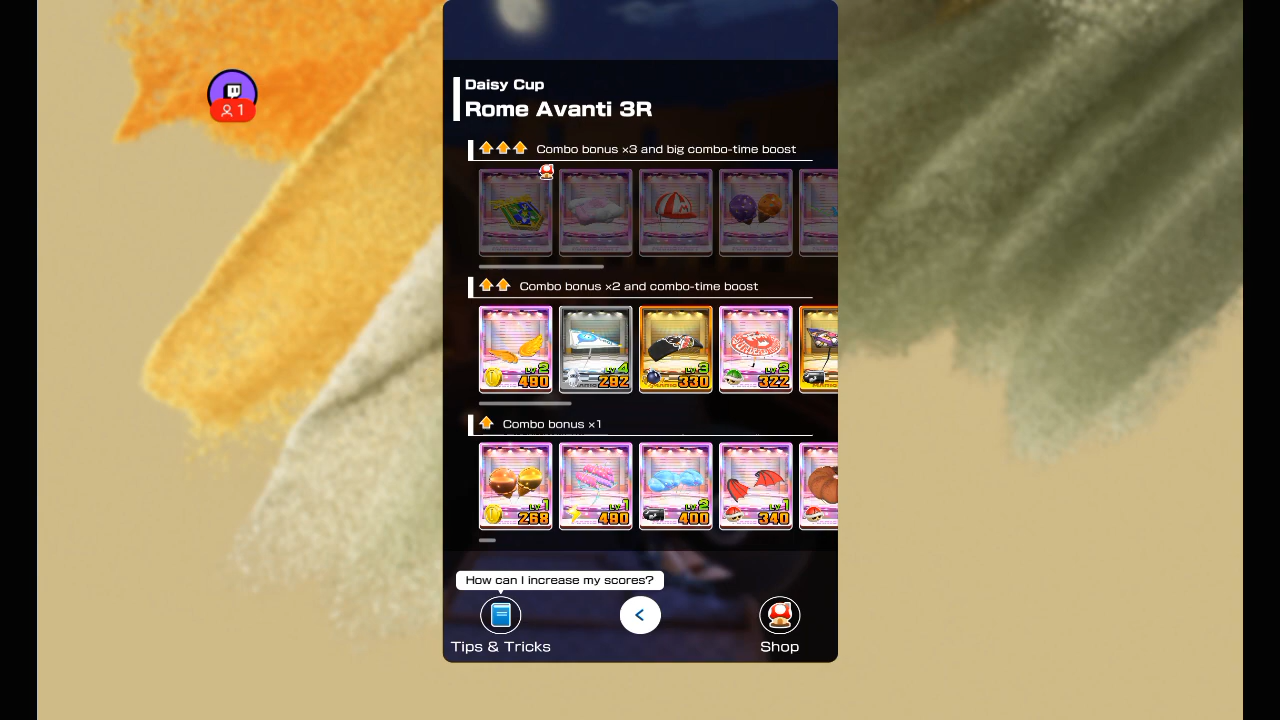 1
Daisy Cup
Rome Avanti 3R
Combo bonus ×3 and big combo-time boost
Combo bonus ×2 and combo-time boost
LV 2 LV 4 LV 3 LV 2
490 292 330 322
Combo bonus ×1
LV 1 LV 1 LV 2 LV 1
268 490 400 340
How can I increase my scores?
<
Tips & Tricks
Shop